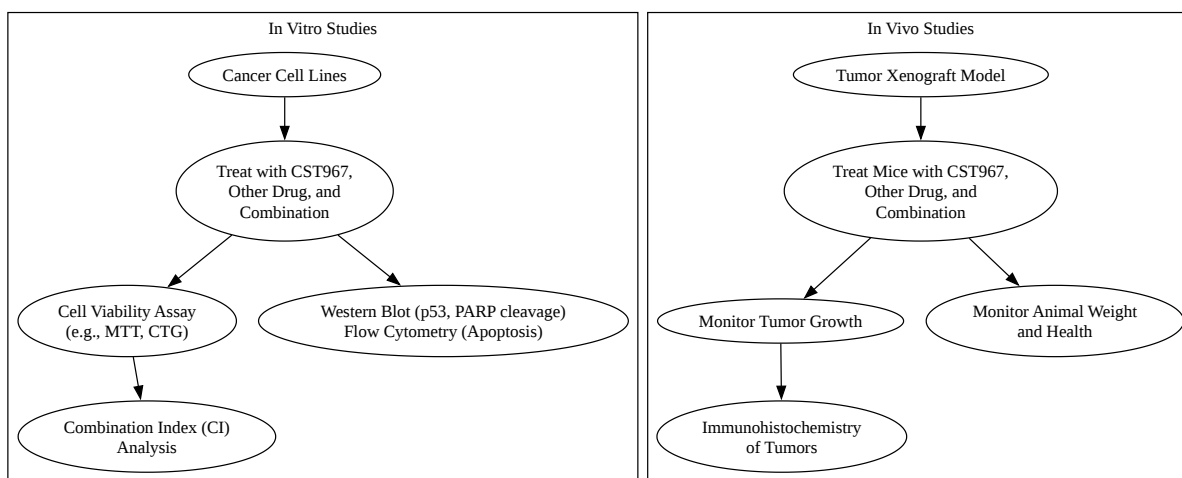 In Vitro Studies
Cancer Cell Lines
Treat with CST967,
Other Drug, and
Combination
Cell Viability Assay
(e.g., MTT, CTG)
Western Blot (p53, PARP cleavage)
Flow Cytometry (Apoptosis)
Combination Index (CI)
Analysis
In Vivo Studies
Tumor Xenograft Model
Treat Mice with CST967,
Other Drug, and
Combination
Monitor Tumor Growth
Monitor Animal Weight
and Health
Immunohistochemistry
of Tumors